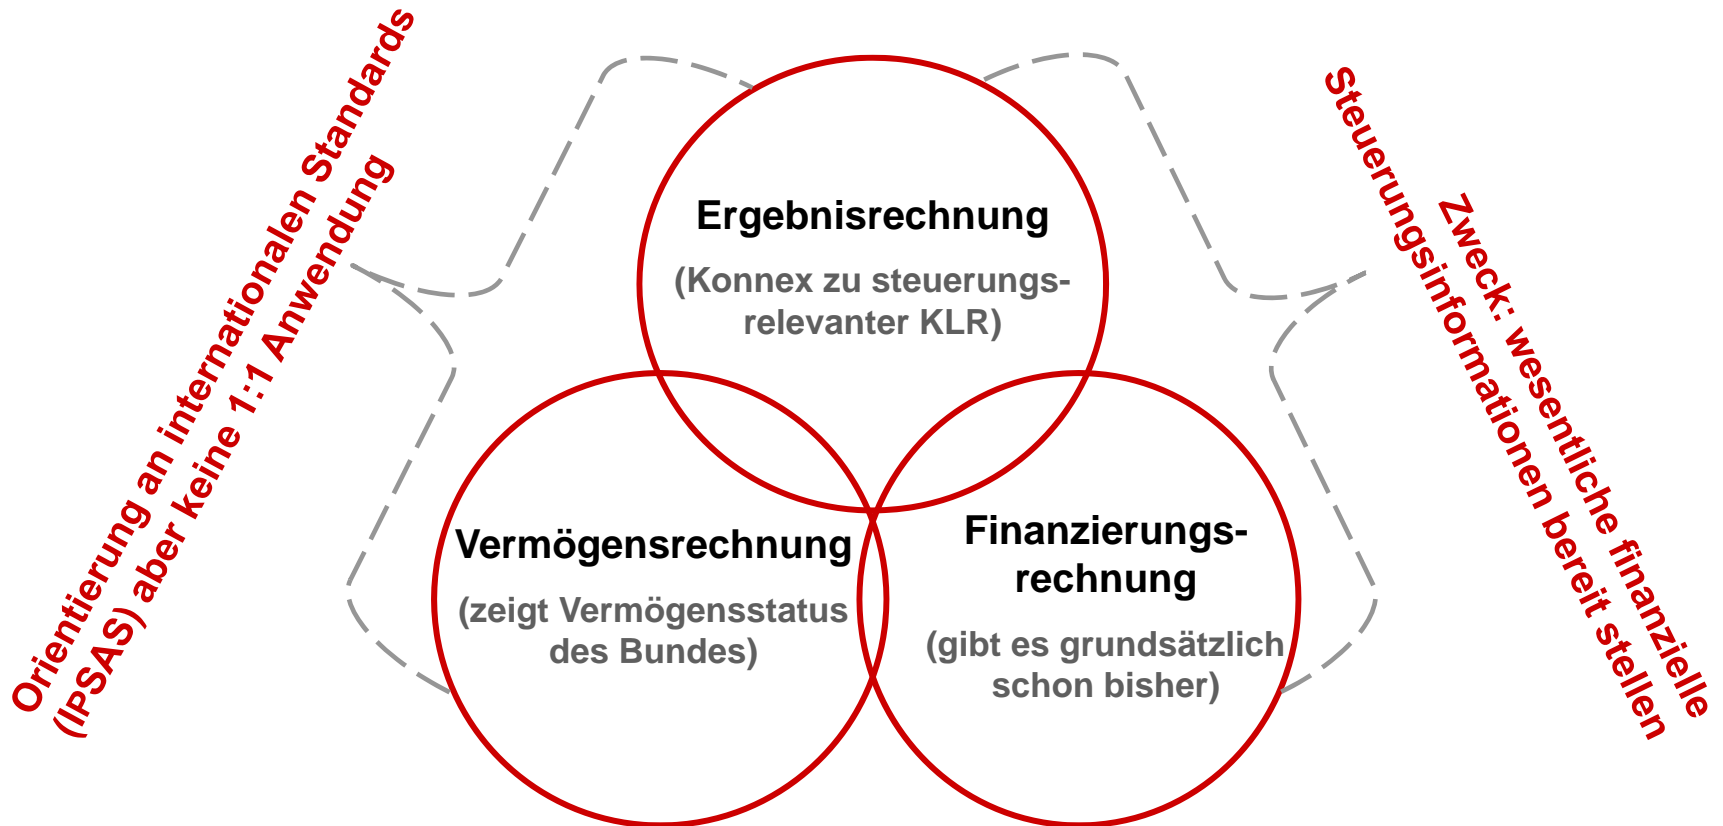 Orientierung an internationalen Standards
(IPSAS) aber keine 1:1 Anwendung
Ergebnisrechnung
(Konnex zu steuerungs-
relevanter KLR)
Vermögensrechnung
(zeigt Vermögensstatus
des Bundes)
Finanzierungs-
rechnung
(gibt es grundsätzlich
schon bisher)
Zweck: wesentliche finanzielle
Steuerungsinformationen bereit stellen